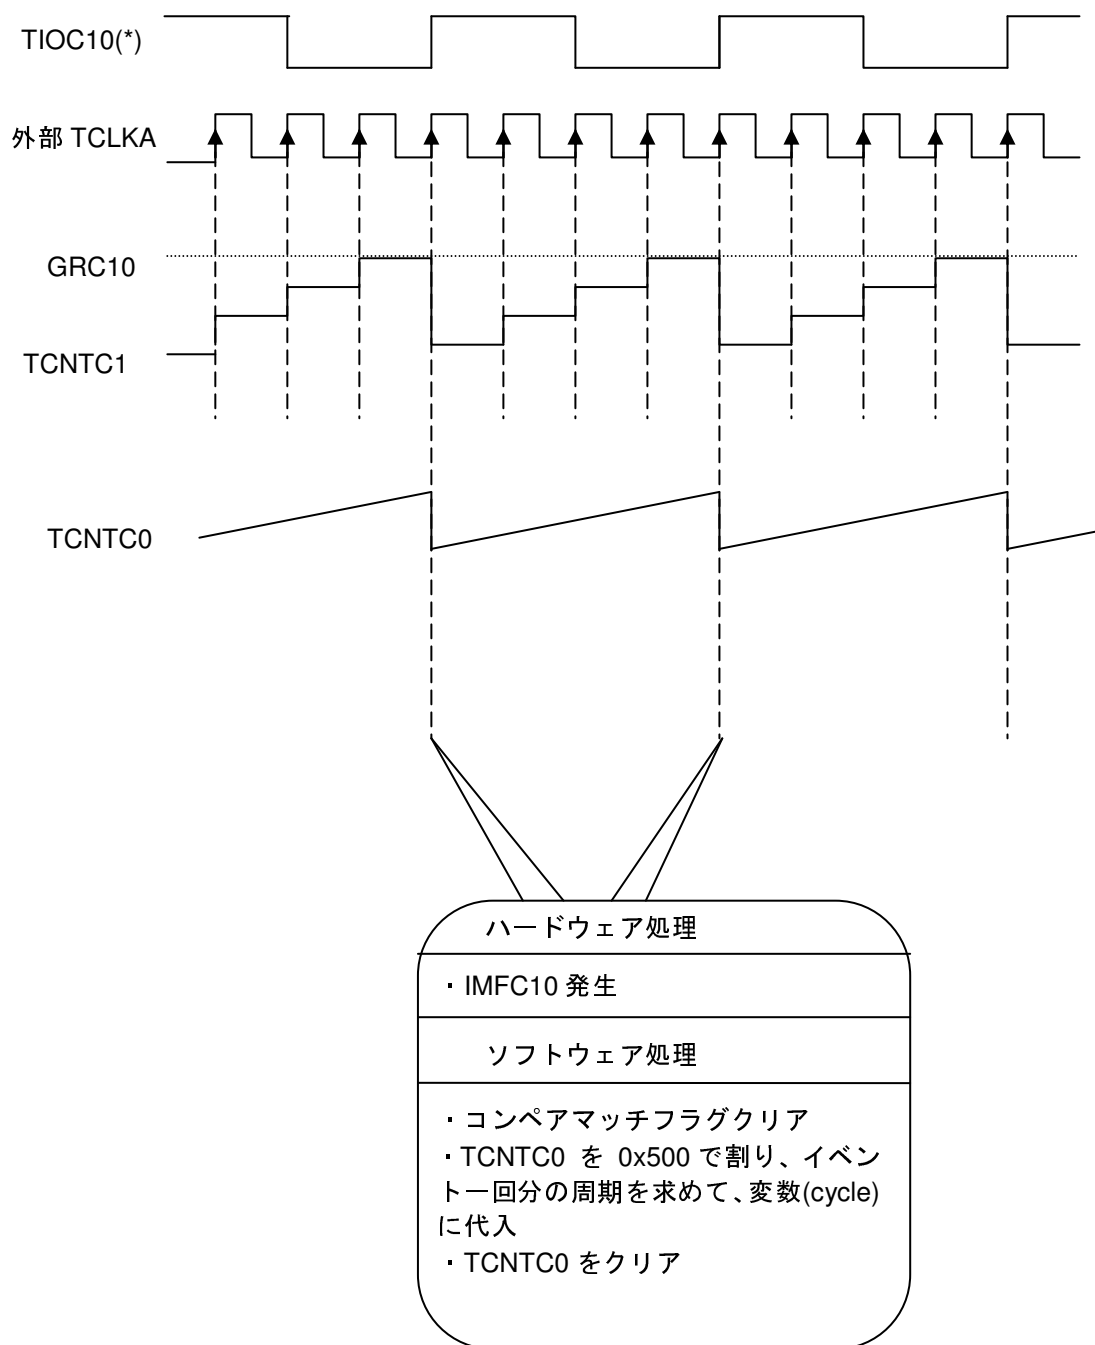 TIOC10(*)
外部 TCLKA
GRC10
TCNTC1
TCNTC0
ハードウェア処理
・IMFC10 発生
ソフトウェア処理
・コンペアマッチフラグクリア
・TCNTC0 を 0x500 で割り、イベン
ト一回分の周期を求めて、変数(cycle)
に代入
・TCNTC0 をクリア